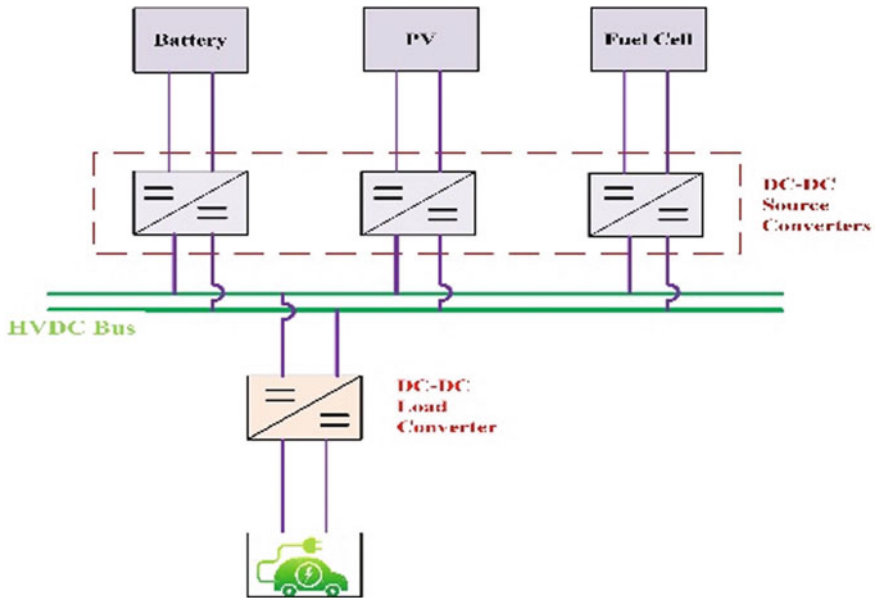 Battery
PV
Fuel Cell
DC-DC
Source
Converters
HVDC Bus
DC-DC
Load
Converter